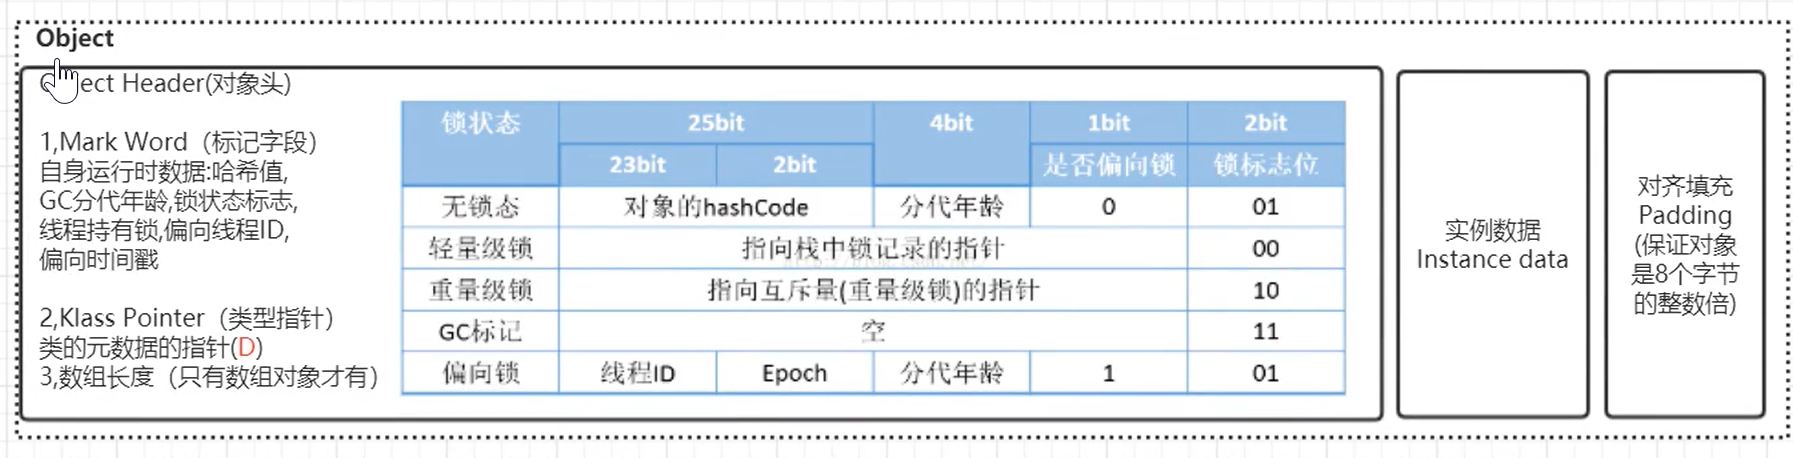 Object
Object Header(对象头)
1,Mark Word（标记字段）
自身运行时数据:哈希值,
GC分代年龄,锁状态标志,
线程持有锁,偏向线程ID,
偏向时间戳
2,Klass Pointer（类型指针）
类的元数据的指针(D)
3,数组长度（只有数组对象才有）
锁状态 25bit 4bit 1bit 2bit
23bit 2bit 是否偏向锁 锁标志位
无锁态 对象的hashCode 分代年龄 0 01
轻量级锁 指向栈中锁记录的指针 00
重量级锁 指向互斥量(重量级锁)的指针 10
GC标记 空 11
偏向锁 线程ID Epoch 分代年龄 1 01
实例数据
Instance data
对齐填充
Padding
(保证对象
是8个字节
的整数倍)